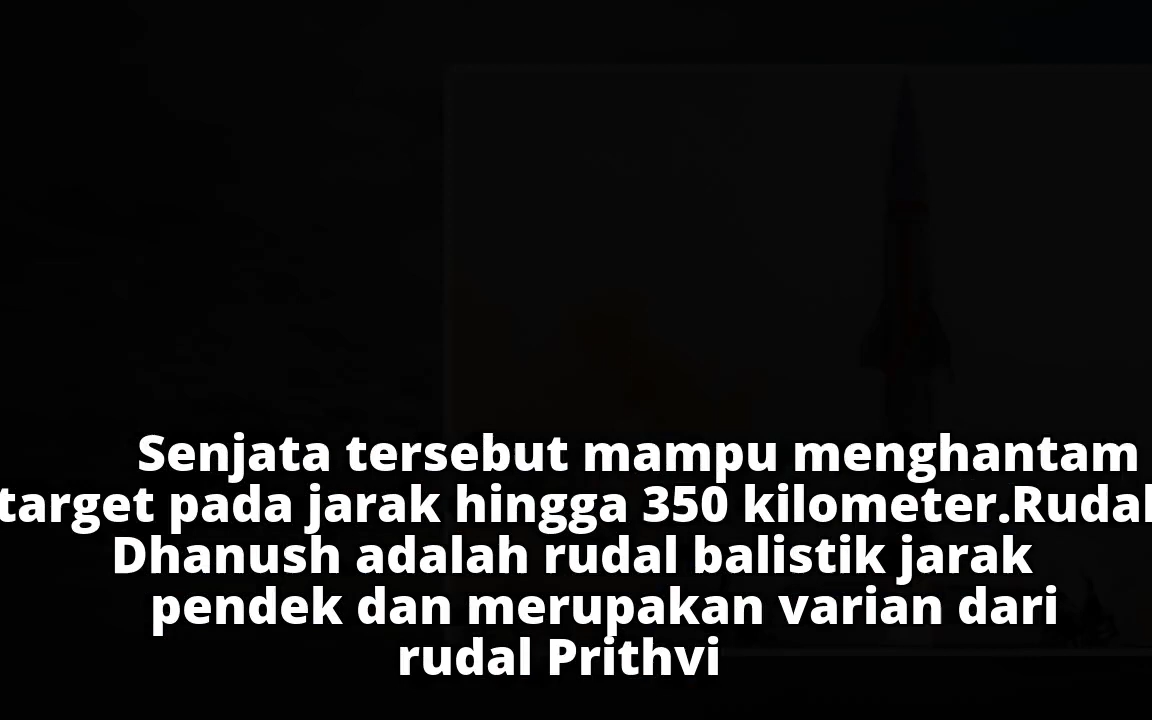 Senjata tersebut mampu menghantam
target pada jarak hingga 350 kilometer.Rudal
Dhanush adalah rudal balistik jarak
pendek dan merupakan varian dari
rudal Prithvi